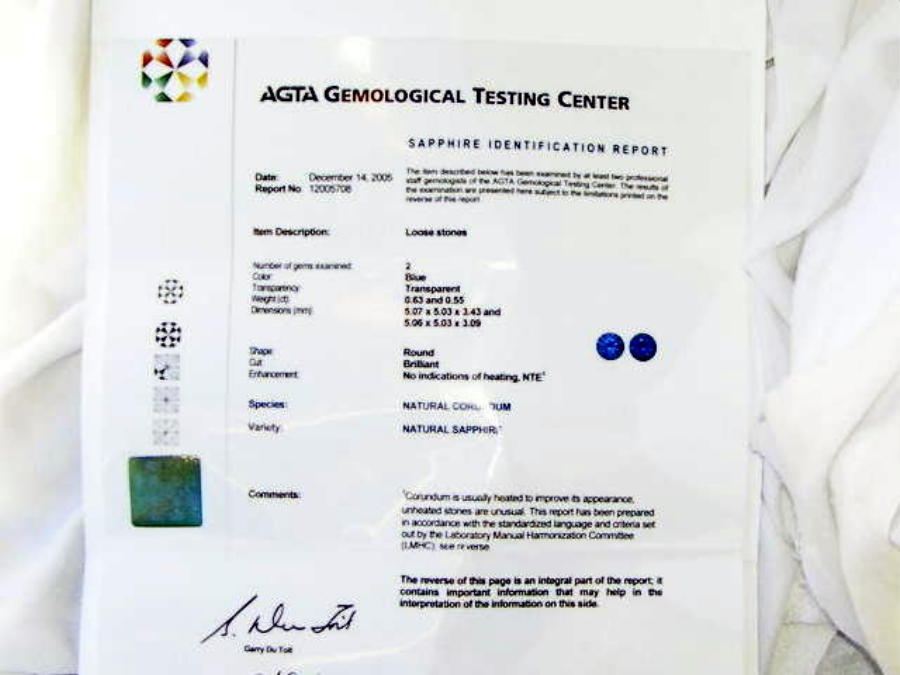 AGTA GEMOLOGICAL TESTING CENTER
SAPPHIRE IDENTIFICATION REPORT
Date: December 14, 2005
Report No 12005708
The item described below has been examined by at least two professional
staff gemologists of the AGTA Gemological Testing Center. The results of
the examination are presented here subject to the limitations printed on the
reverse of this report
Item Description: Loose stones
Number of gems examined: 2
Color: Blue
Transparency: Transparent
Weight (ct): 0.63 and 0.55
Dimensions (mm): 5.07 x 5.03 x 3.43 and
5.06 x 5.03 x 3.09
Shape: Round
Cut: Brilliant
Enhancement: No indications of heating, NTE¹
Species: NATURAL
Variety: NATURAL
Comments: ¹Corundum is usually heated to improve its appearance,
unheated stones are unusual. This report has been prepared
in accordance with the standardized language and criteria set
out by the Laboratory Manual Harmonization Committee
(LMHC), see reverse
The reverse of this page is an integral part of the report; it
contains important information that may help in the
interpretation of the information on this side.
Garry Du Toit